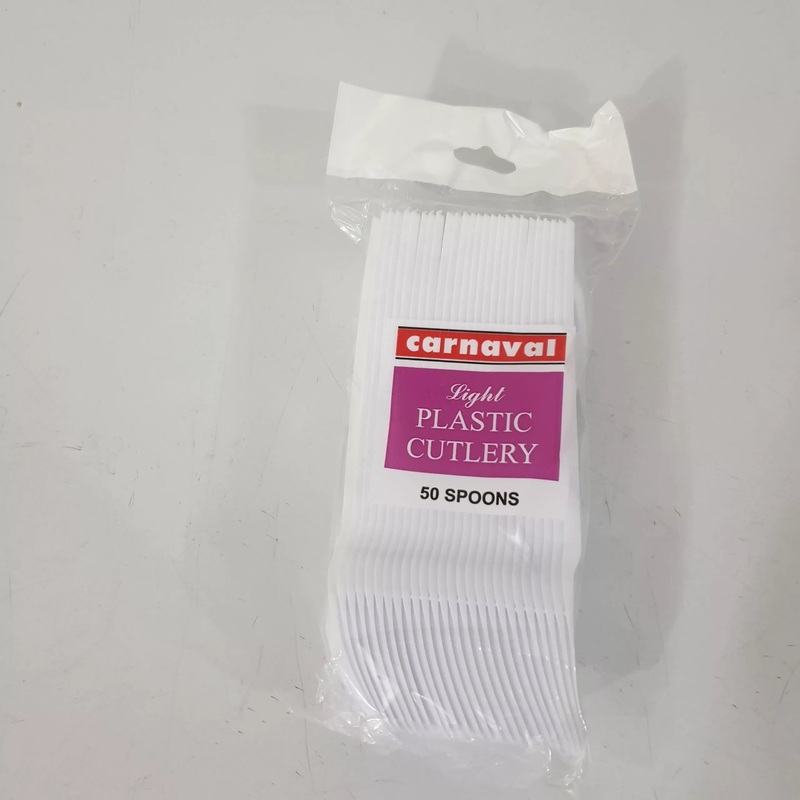 carnaval
Light
PLASTIC
CUTLERY
50 SPOONS